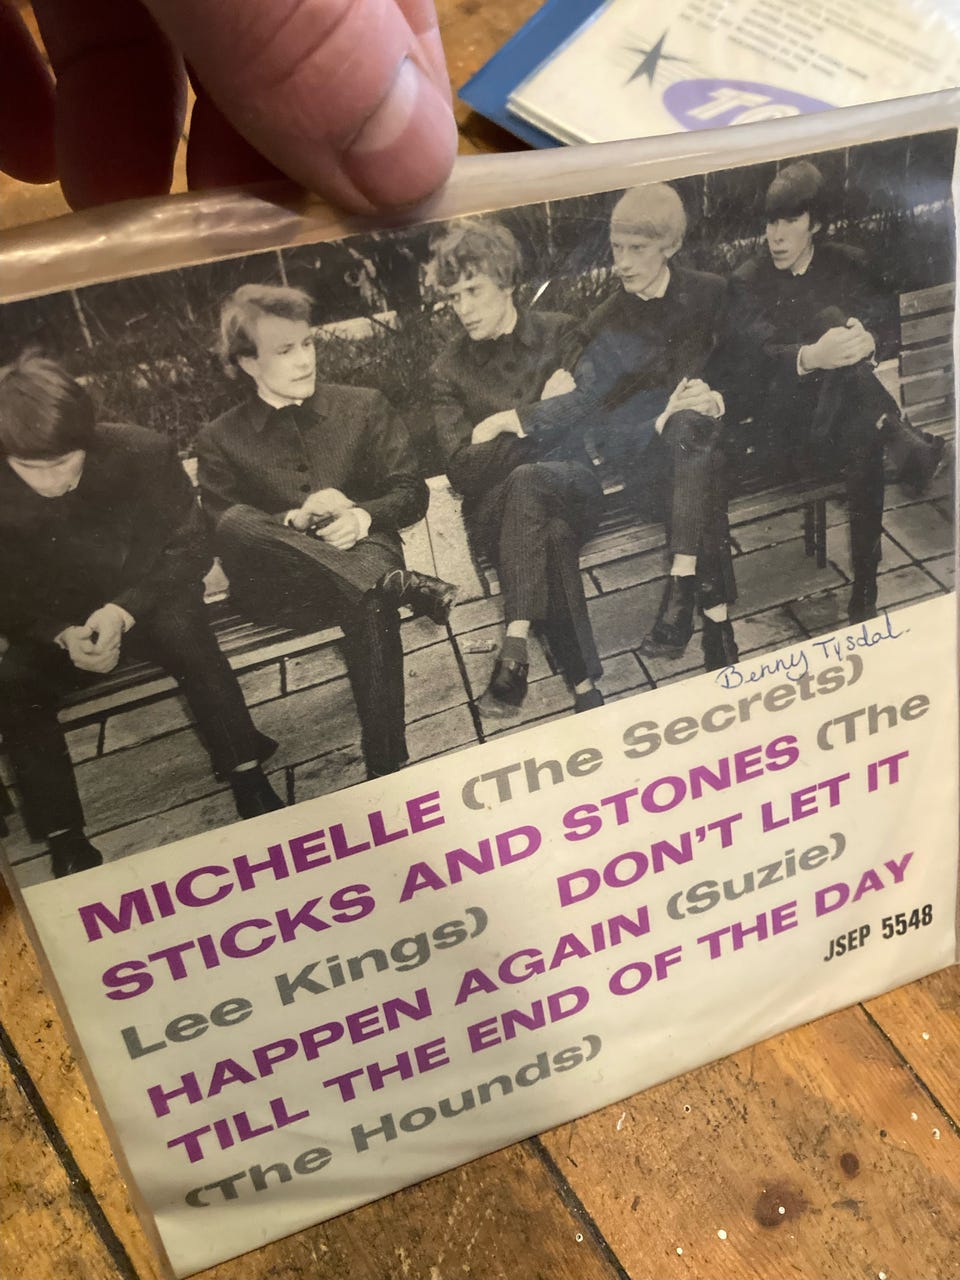 Benny Tysdal.
MICHELLE (The Secrets)
STICKS AND STONES (The
Lee Kings) DON'T LET IT
HAPPEN AGAIN (Suzie)
TILL THE END OF THE DAY
(The Hounds)
JSEP 5548